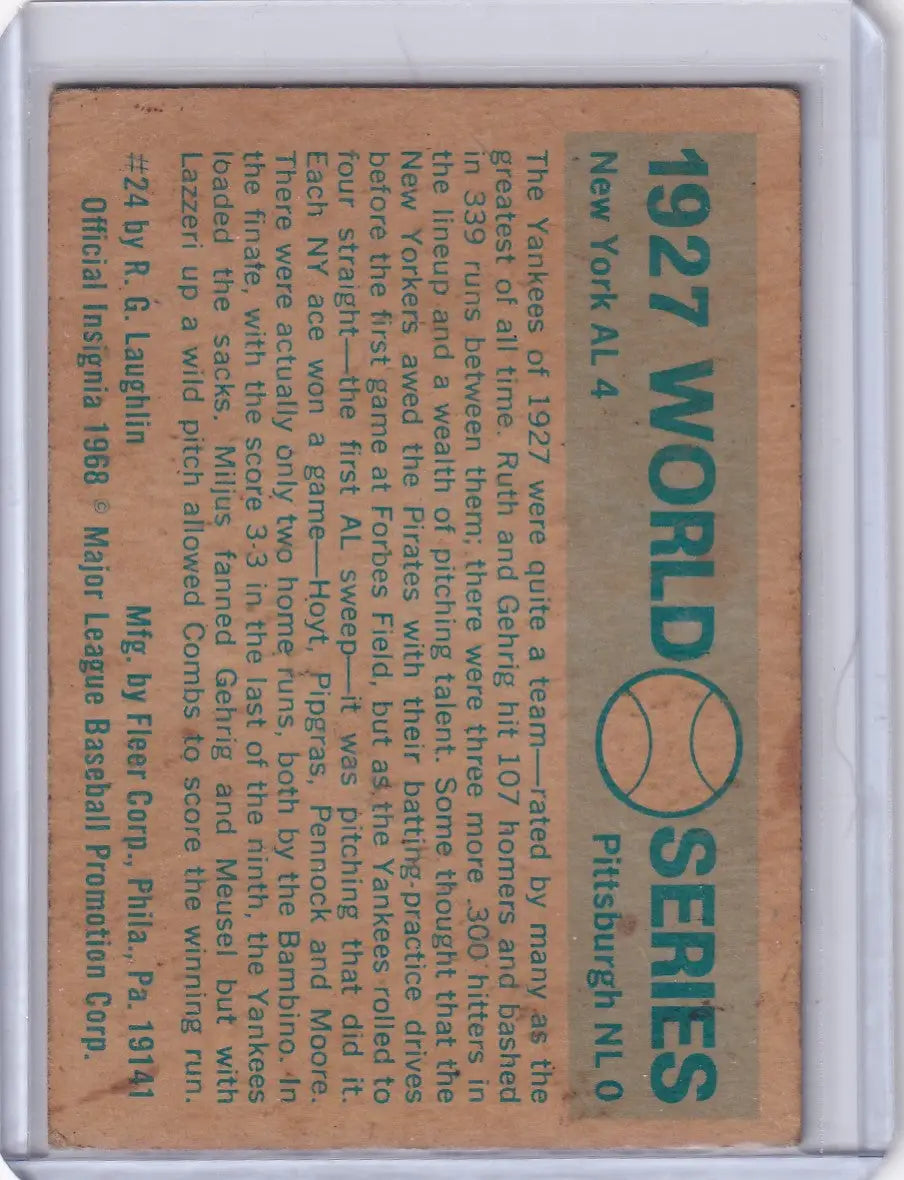 1927 WORLD SERIES
New York AL 4 Pittsburgh NL 0
The Yankees of 1927 were quite a team—rated by many as the
greatest of all time. Ruth and Gehrig hit 107 homers and bashed
in 339 runs between them; there were three more .300 hitters in
the lineup and a wealth of pitching talent. Some thought that the
New Yorkers awed the Pirates with their batting-practice drives
before the first game at Forbes Field, but as the Yankees rolled to
four straight—the first AL sweep—it was pitching that did it.
Each NY ace won a game—Hoyt, Pipgras, Pennock and Moore.
There were actually only two home runs, both by the Bambino. In
the finale, with the score 3-3 in the last of the ninth, the Yankees
loaded the sacks. Miljus fanned Gehrig and Meusel but with
Lazzeri up a wild pitch allowed Combs to score the winning run.
#24 by R. G. Laughlin Mfg. by Fleer Corp., Phila., Pa. 19141
Official Insignia 1968 © Major League Baseball Promotion Corp.